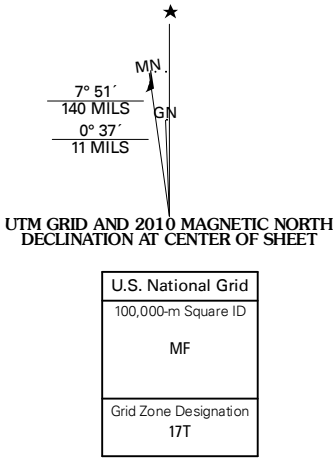 MN
7° 51´
140 MILS
GN
0° 37´
11 MILS
UTM GRID AND 2010 MAGNETIC NORTH
DECLINATION AT CENTER OF SHEET
U.S. National Grid
100,000-m Square ID
MF
Grid Zone Designation
17T